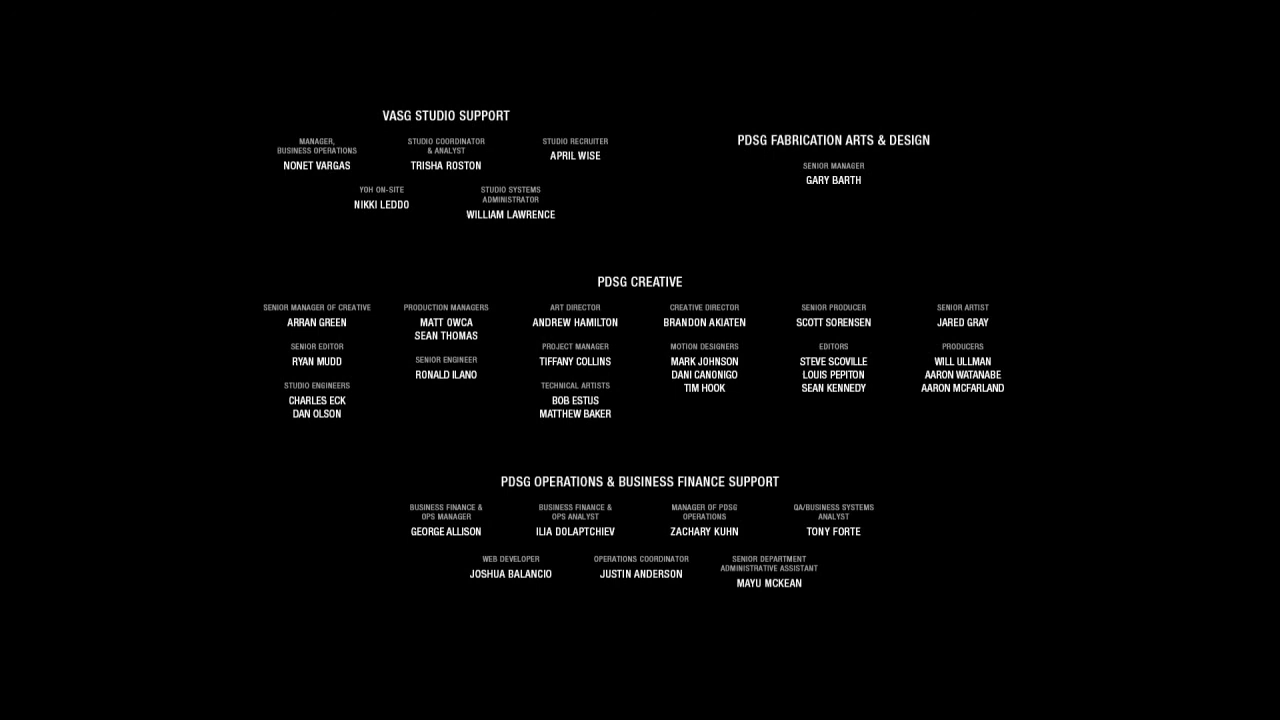 VASG STUDIO SUPPORT
MANAGER,
BUSINESS OPERATIONS
NONET VARGAS
STUDIO COORDINATOR
& ANALYST
TRISHA ROSTON
STUDIO RECRUITER
APRIL WISE
YOH ON-SITE
NIKKI LEDDO
STUDIO SYSTEMS
ADMINISTRATOR
WILLIAM LAWRENCE
PDSG FABRICATION ARTS & DESIGN
SENIOR MANAGER
GARY BARTH
PDSG CREATIVE
SENIOR MANAGER OF CREATIVE
ARRAN GREEN
SENIOR EDITOR
RYAN MUDD
STUDIO ENGINEERS
CHARLES ECK
DAN OLSON
PRODUCTION MANAGERS
MATT OWCA
SEAN THOMAS
SENIOR ENGINEER
RONALD ILANO
ART DIRECTOR
ANDREW HAMILTON
PROJECT MANAGER
TIFFANY COLLINS
TECHNICAL ARTISTS
BOB ESTUS
MATTHEW BAKER
CREATIVE DIRECTOR
BRANDON AKIATEN
MOTION DESIGNERS
MARK JOHNSON
DANI CANONIGO
TIM HOOK
SENIOR PRODUCER
SCOTT SORENSEN
EDITORS
STEVE SCOVILLE
LOUIS PEPITON
SEAN KENNEDY
SENIOR ARTIST
JARED GRAY
PRODUCERS
WILL ULLMAN
AARON WATANABE
AARON MCFARLAND
PDSG OPERATIONS & BUSINESS FINANCE SUPPORT
BUSINESS FINANCE &
OPS MANAGER
GEORGE ALLISON
BUSINESS FINANCE &
OPS ANALYST
ILIA DOLAPTCHIEV
MANAGER OF PDSG
OPERATIONS
ZACHARY KUHN
QA/BUSINESS SYSTEMS
ANALYST
TONY FORTE
WEB DEVELOPER
JOSHUA BALANCIO
OPERATIONS COORDINATOR
JUSTIN ANDERSON
SENIOR DEPARTMENT
ADMINISTRATIVE ASSISTANT
MAYU MCKEAN